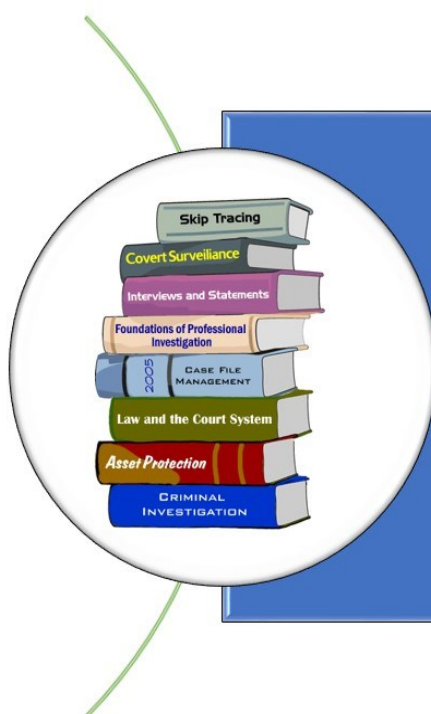 Skip Tracing
Covert Surveiliance
Interviews and Statements
Foundations of Professional
Investigation
2005
CASE FILE
MANAGEMENT
Law and the Court System
Asset Protection
CRIMINAL
INVESTIGATION